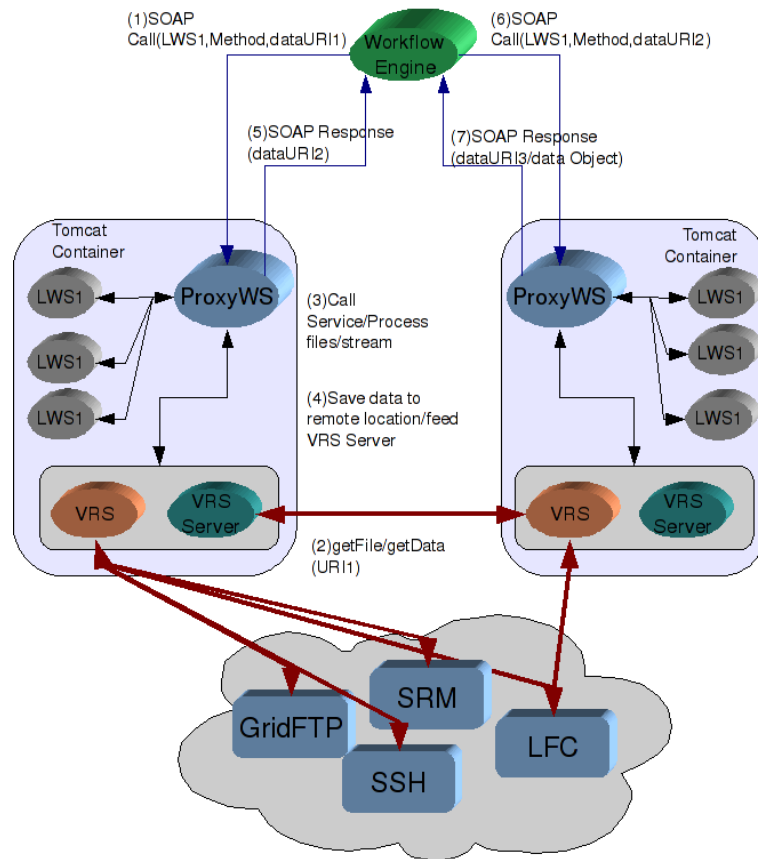 (1)SOAP
Call(LWS1,Method,dataURI1)
Workflow
Engine
(6)SOAP
Call(LWS1,Method,dataURI2)
(5)SOAP Response
(dataURI2)
(7)SOAP Response
(dataURI3/data Object)
Tomcat
Container
LWS1
LWS1
LWS1
ProxyWS
(3)Call
Service/Process
files/stream
(4)Save data to
remote location/feed
VRS Server
ProxyWS
Tomcat
Container
LWS1
LWS1
LWS1
VRS
VRS
Server
(2)getFile/getData
(URI1)
VRS
VRS
Server
GridFTP
SRM
SSH
LFC